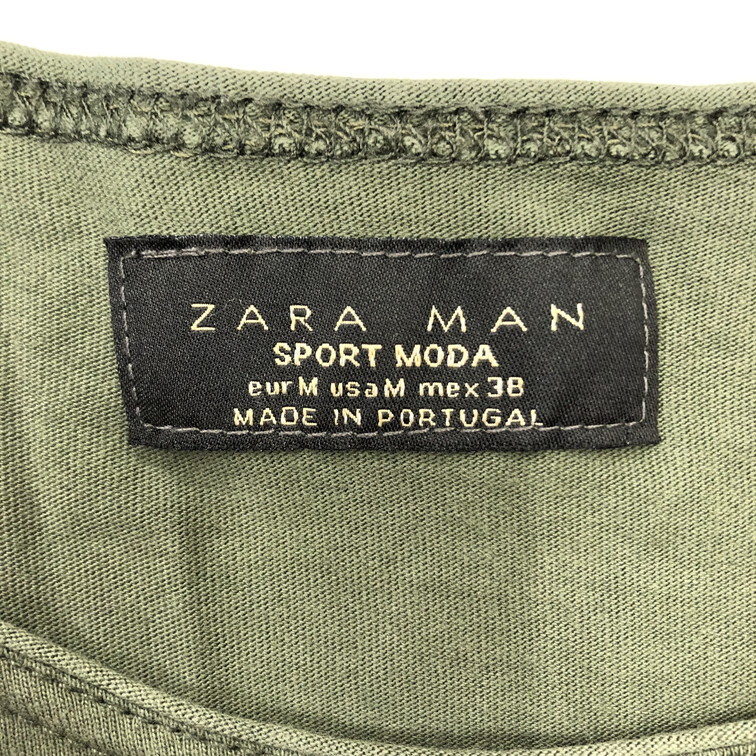 ZARA MAN
SPORT MODA
eur M usa M mex 38
MADE IN PORTUGAL